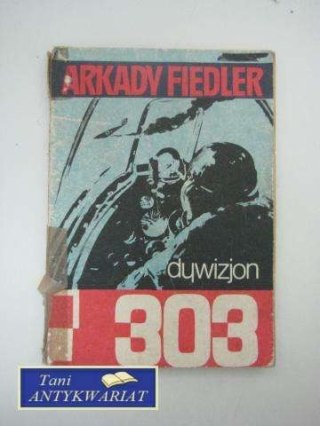 ARKADY FIEDLER
dywizjon
303
Tani
ANTYKWARIAT